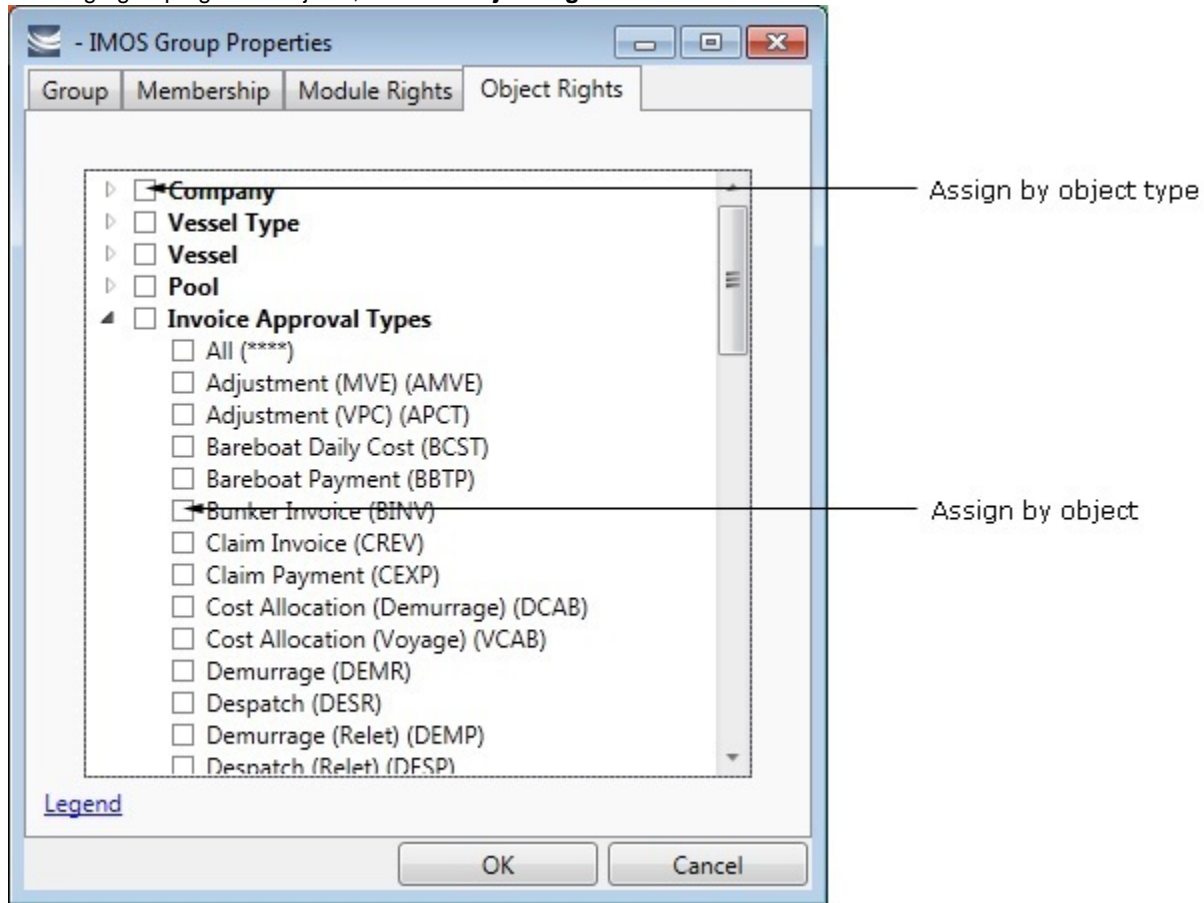 - IMOS Group Properties
Group Membership Module Rights Object Rights
Company
Assign by object type
Vessel Type
Vessel
Pool
Invoice Approval Types
All (****)
Adjustment (MVE) (AMVE)
Adjustment (VPC) (APCT)
Bareboat Daily Cost (BCST)
Bareboat Payment (BBTP)
Bunker Invoice (BINV)
Assign by object
Claim Invoice (CREV)
Claim Payment (CEXP)
Cost Allocation (Demurrage) (DCAB)
Cost Allocation (Voyage) (VCAB)
Demurrage (DEMR)
Despatch (DESR)
Demurrage (Relet) (DEMP)
Despatch (Relet) (DESP)
Legend
OK Cancel